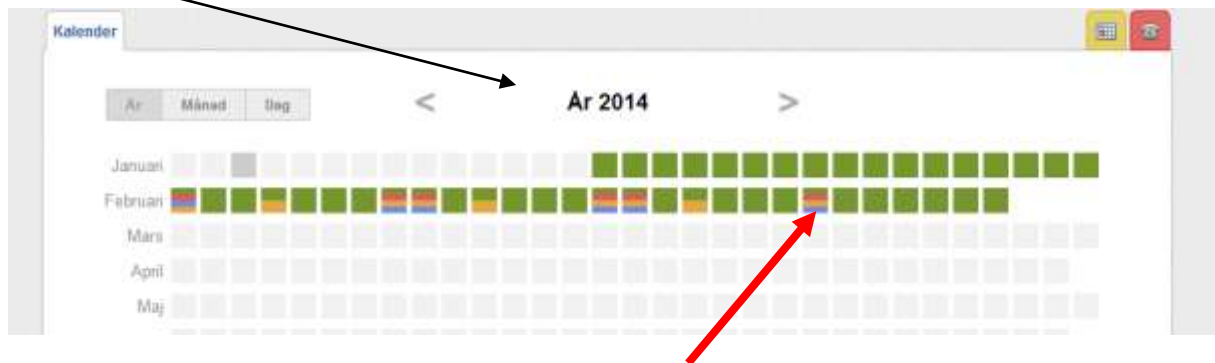 Kalender
År Månad Dag < År 2014 >
Januari
Februari
Mars
April
Maj